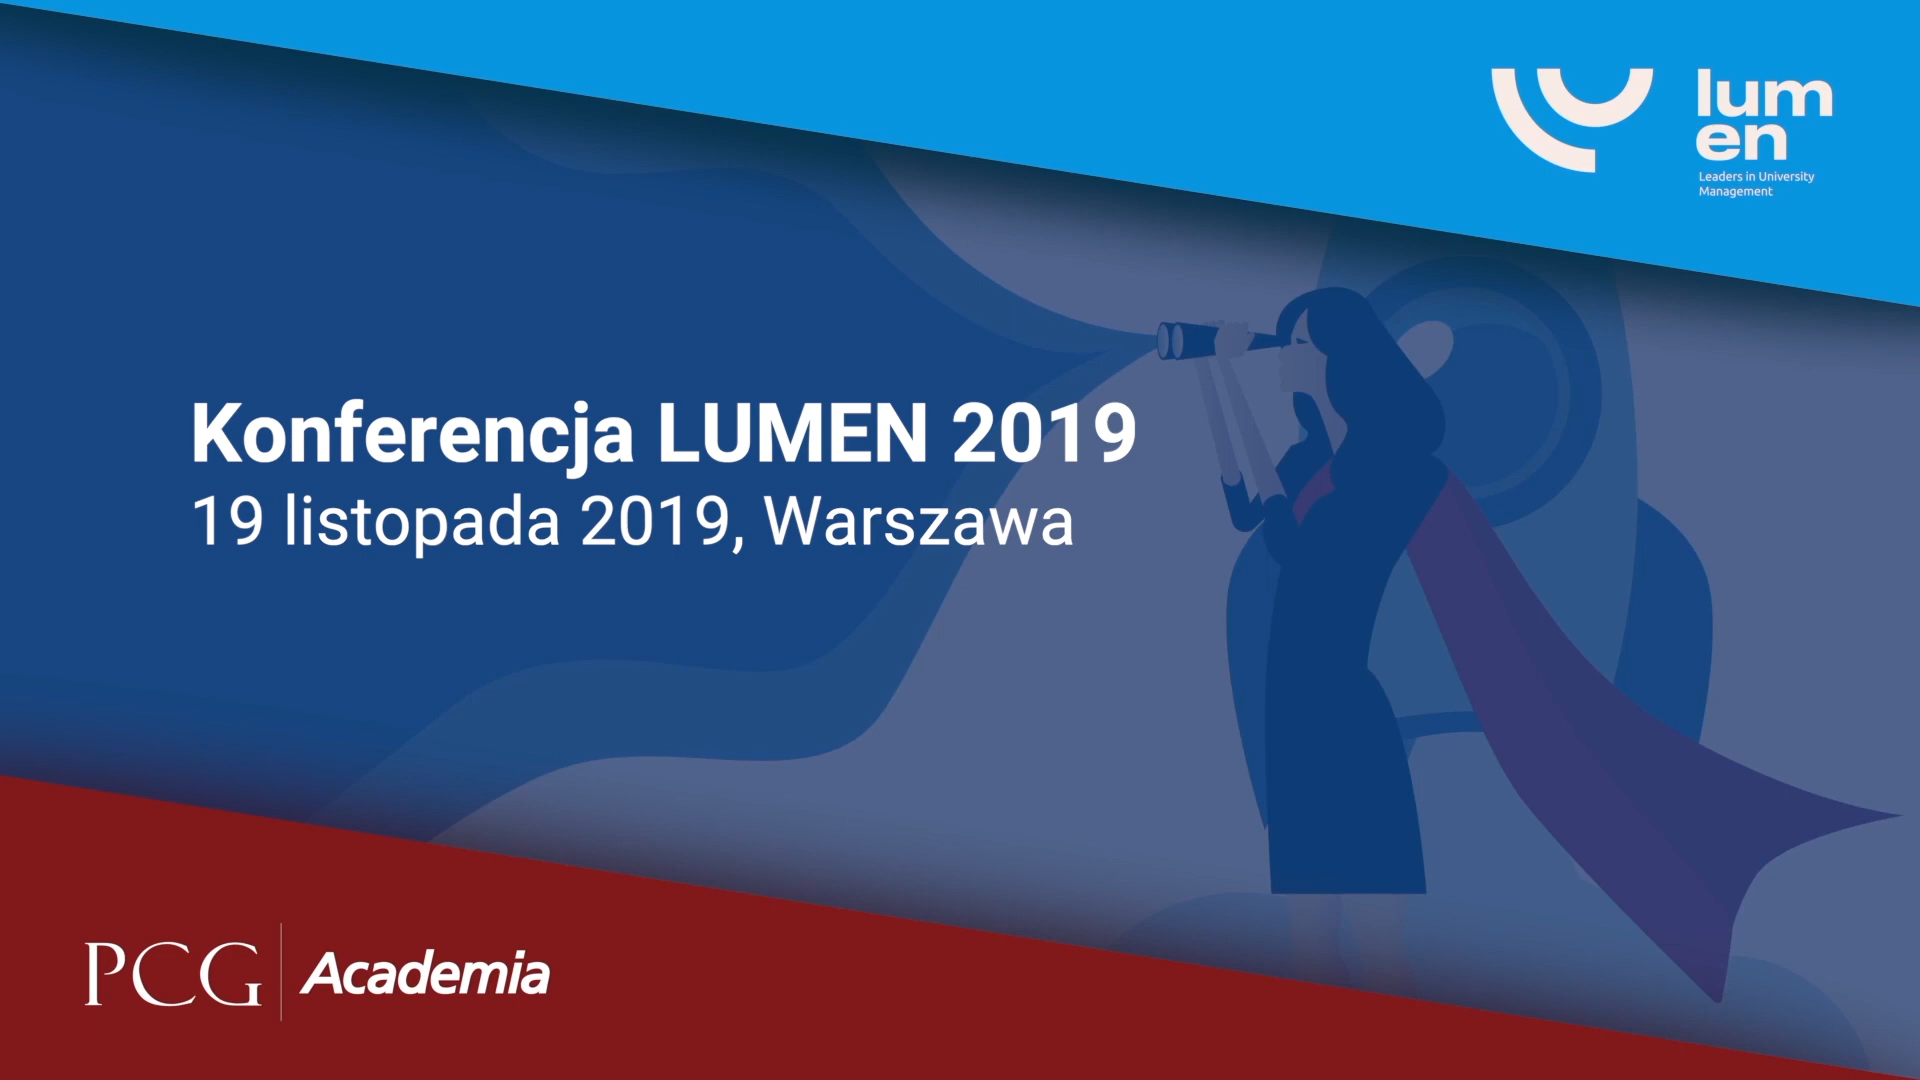 lum
en
Leaders in University
Management
Konferencja LUMEN 2019
19 listopada 2019, Warszawa
PCG Academia